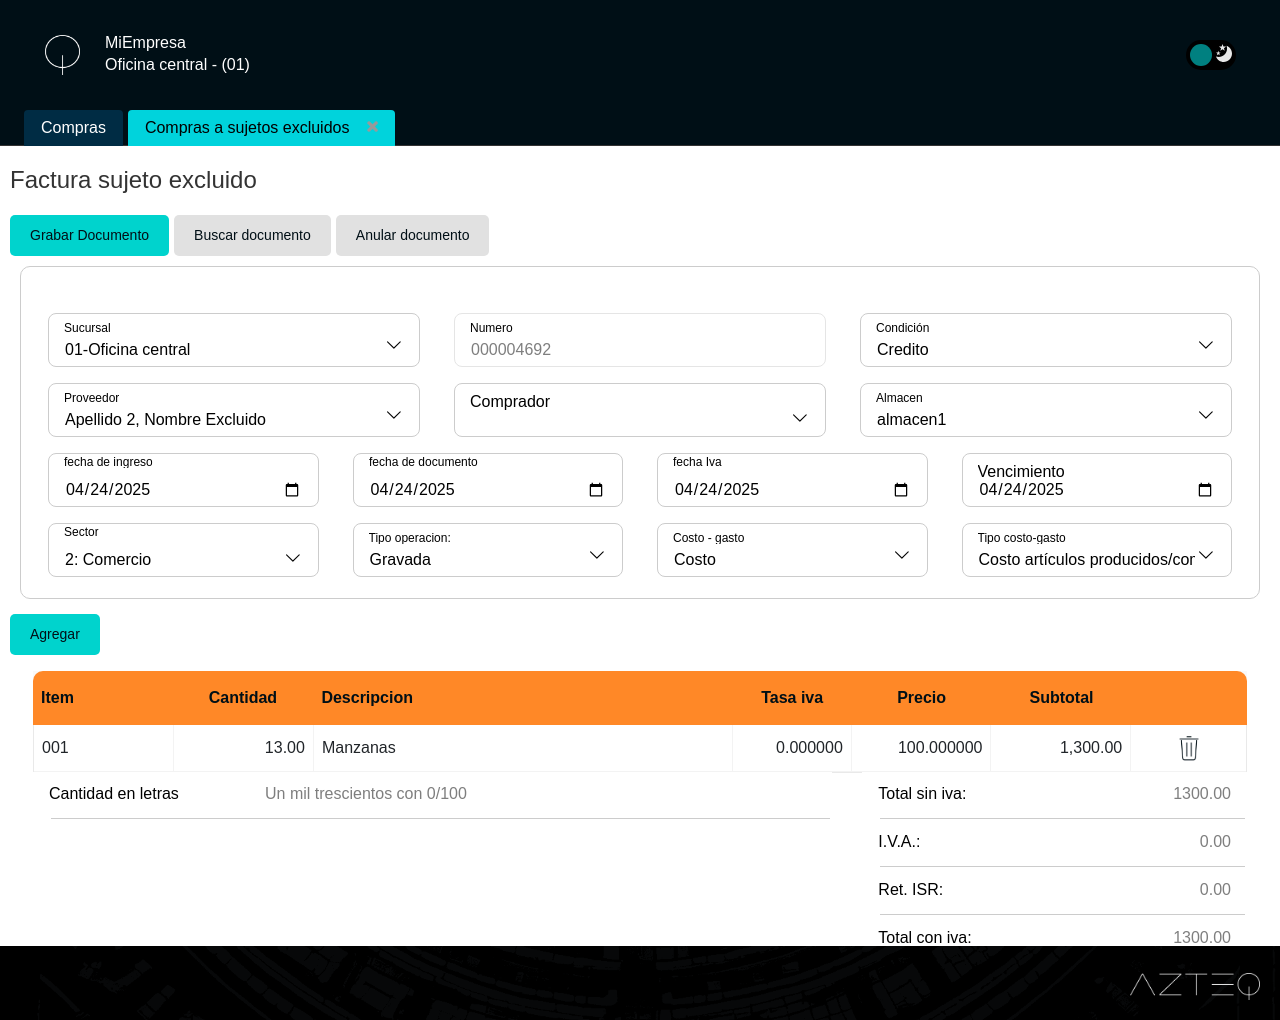 MiEmpresa
Oficina central - (01)
Compras
Compras a sujetos excluidos
Factura sujeto excluido
Grabar Documento
Buscar documento
Anular documento
Sucursal
01-Oficina central
Numero
000004692
Condición
Credito
Proveedor
Apellido 2, Nombre Excluido
Comprador
Almacen
almacen1
fecha de ingreso
04/24/2025
fecha de documento
04/24/2025
fecha Iva
04/24/2025
Vencimiento
04/24/2025
Sector
2: Comercio
Tipo operacion:
Gravada
Costo - gasto
Costo
Tipo costo-gasto
Costo artículos producidos/cor
Agregar
Item Cantidad Descripcion Tasa iva Precio Subtotal
001 13.00 Manzanas 0.000000 100.000000 1,300.00
Cantidad en letras Un mil trescientos con 0/100
Total sin iva: 1300.00
I.V.A.: 0.00
Ret. ISR: 0.00
Total con iva: 1300.00
AZTEQ